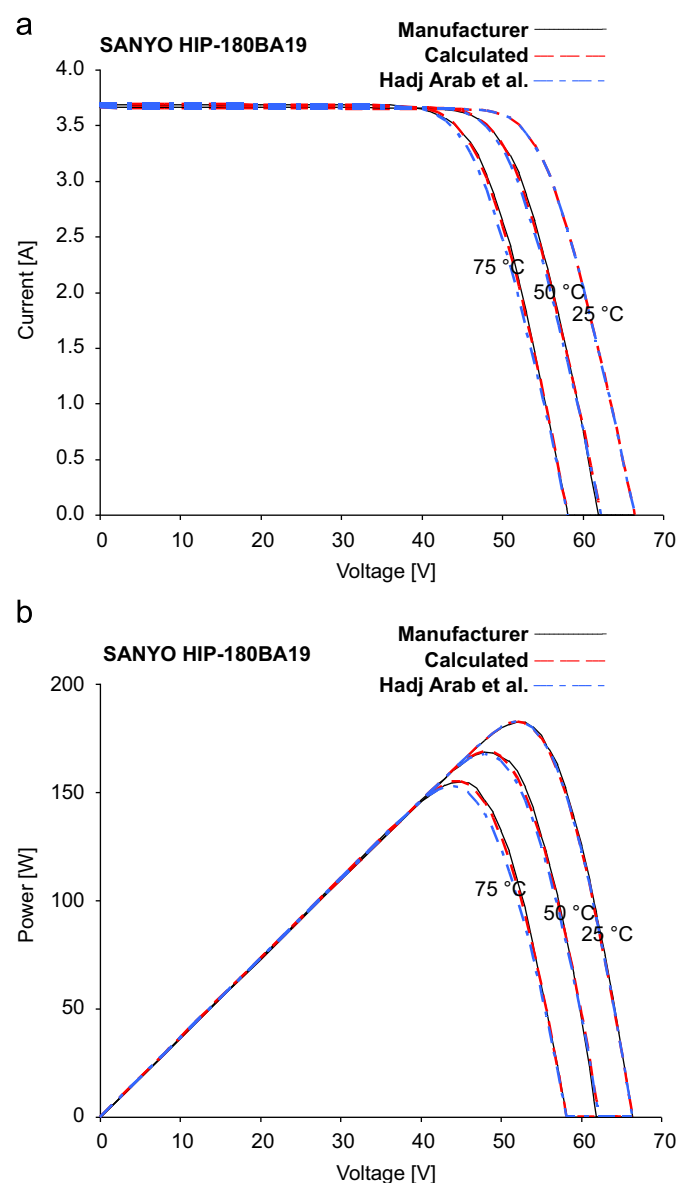 a
SANYO HIP-180BA19
Manufacturer
Calculated
Hadj Arab et al.
4.0
3.5
3.0
2.5
2.0
1.5
1.0
0.5
0.0
Current [A]
75 °C
50 °C
25 °C
0 10 20 30 40 50 60 70
Voltage [V]
b
SANYO HIP-180BA19
Manufacturer
Calculated
Hadj Arab et al.
200
150
100
50
0
Power [W]
75 °C
50 °C
25 °C
0 10 20 30 40 50 60 70
Voltage [V]